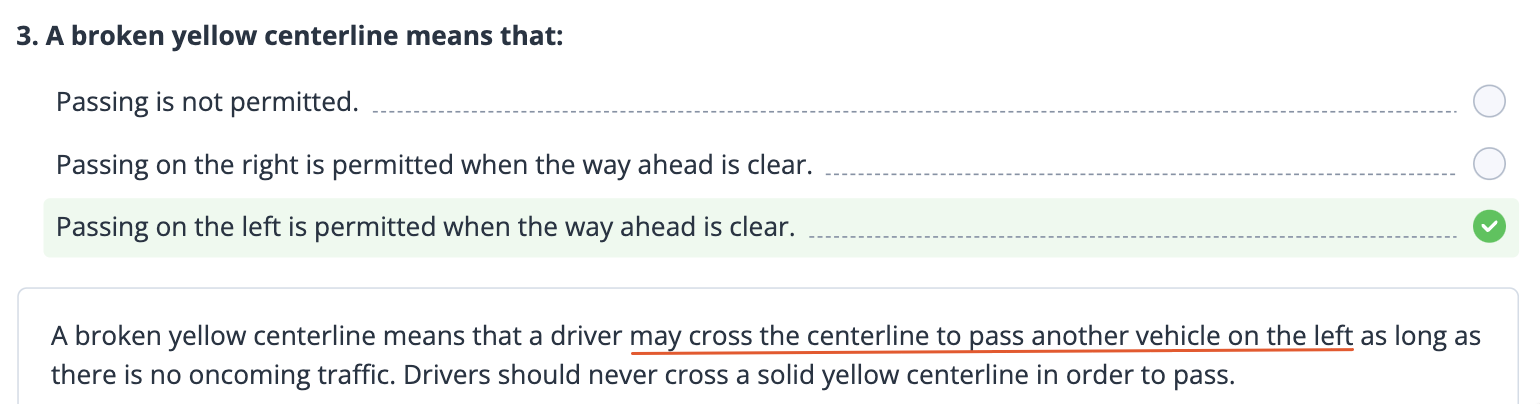 3. A broken yellow centerline means that:
Passing is not permitted.
Passing on the right is permitted when the way ahead is clear.
Passing on the left is permitted when the way ahead is clear.
A broken yellow centerline means that a driver may cross the centerline to pass another vehicle on the left as long as
there is no oncoming traffic. Drivers should never cross a solid yellow centerline in order to pass.